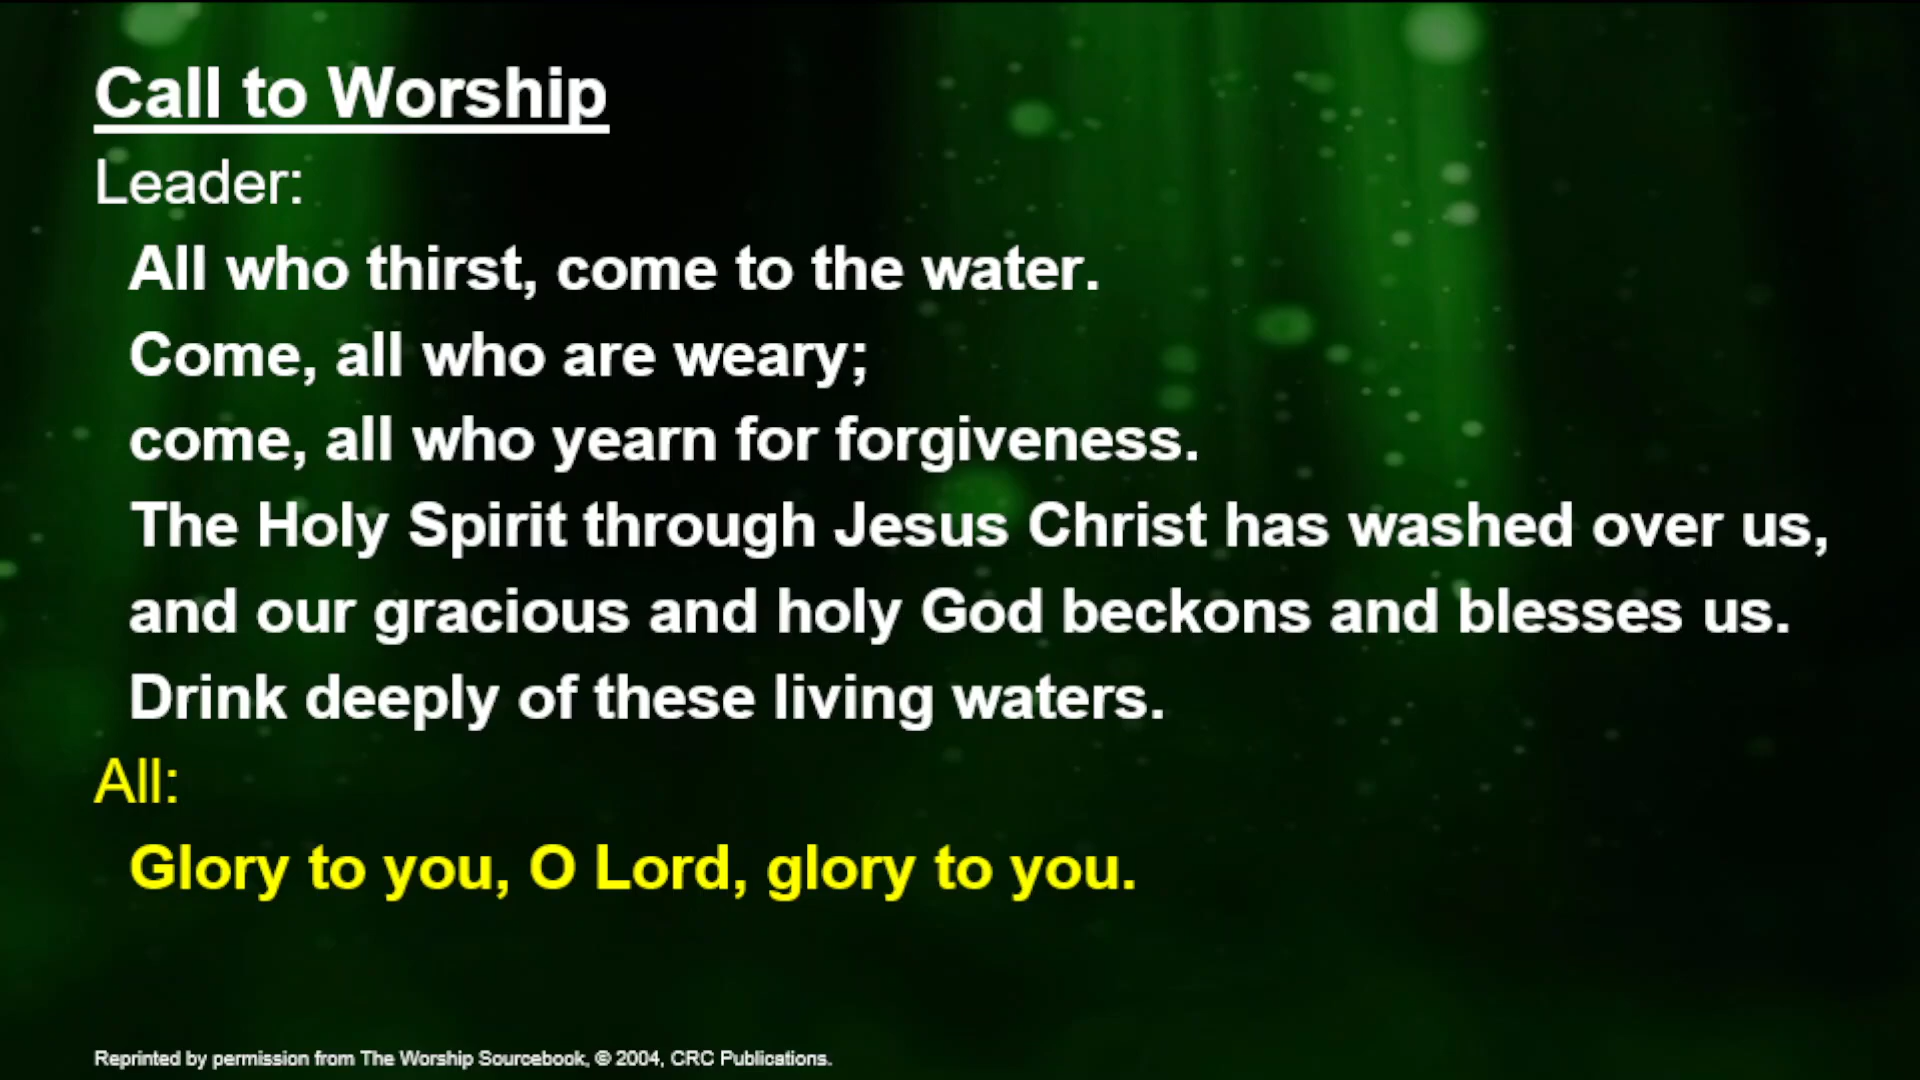 Call to Worship
Leader:
All who thirst, come to the water.
Come, all who are weary;
come, all who yearn for forgiveness.
The Holy Spirit through Jesus Christ has washed over us,
and our gracious and holy God beckons and blesses us.
Drink deeply of these living waters.
All:
Glory to you, O Lord, glory to you.
Reprinted by permission from The Worship Sourcebook, © 2004, CRC Publications.